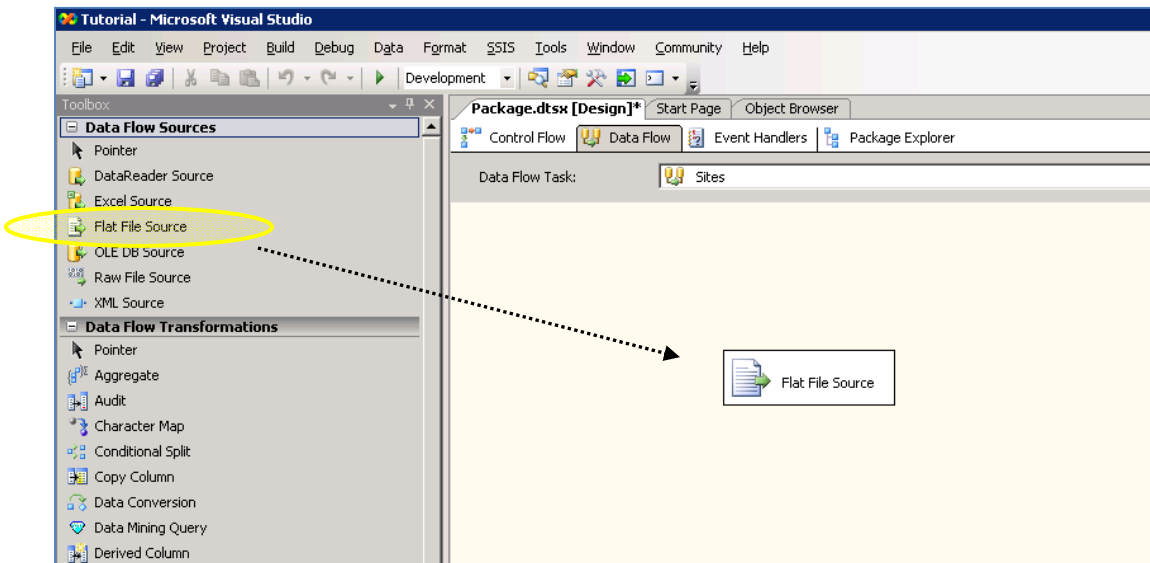 Tutorial - Microsoft Visual Studio
File Edit View Project Build Debug Data Format SSIS Tools Window Community Help
Development
Toolbox
Package.dtsx [Design]* Start Page Object Browser
Data Flow Sources
Control Flow Data Flow Event Handlers Package Explorer
Pointer
DataReader Source
Data Flow Task: Sites
Excel Source
Flat File Source
OLE DB Source
Raw File Source
XML Source
Data Flow Transformations
Pointer
Aggregate
Flat File Source
Audit
Character Map
Conditional Split
Copy Column
Data Conversion
Data Mining Query
Derived Column